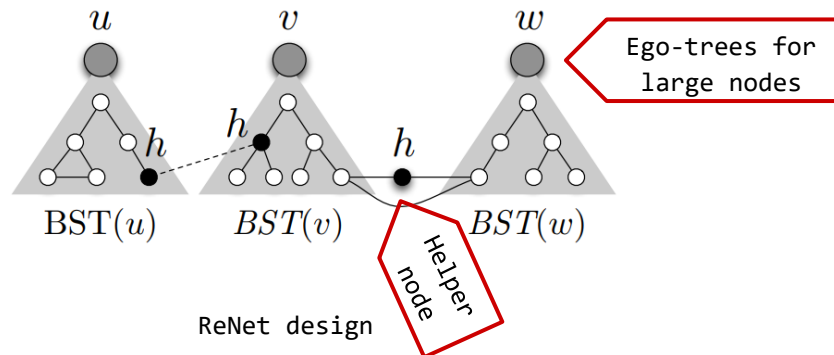 u v w
Ego-trees for
large nodes
h h h
BST(u) BST(v) BST(w)
Helper
node
ReNet design